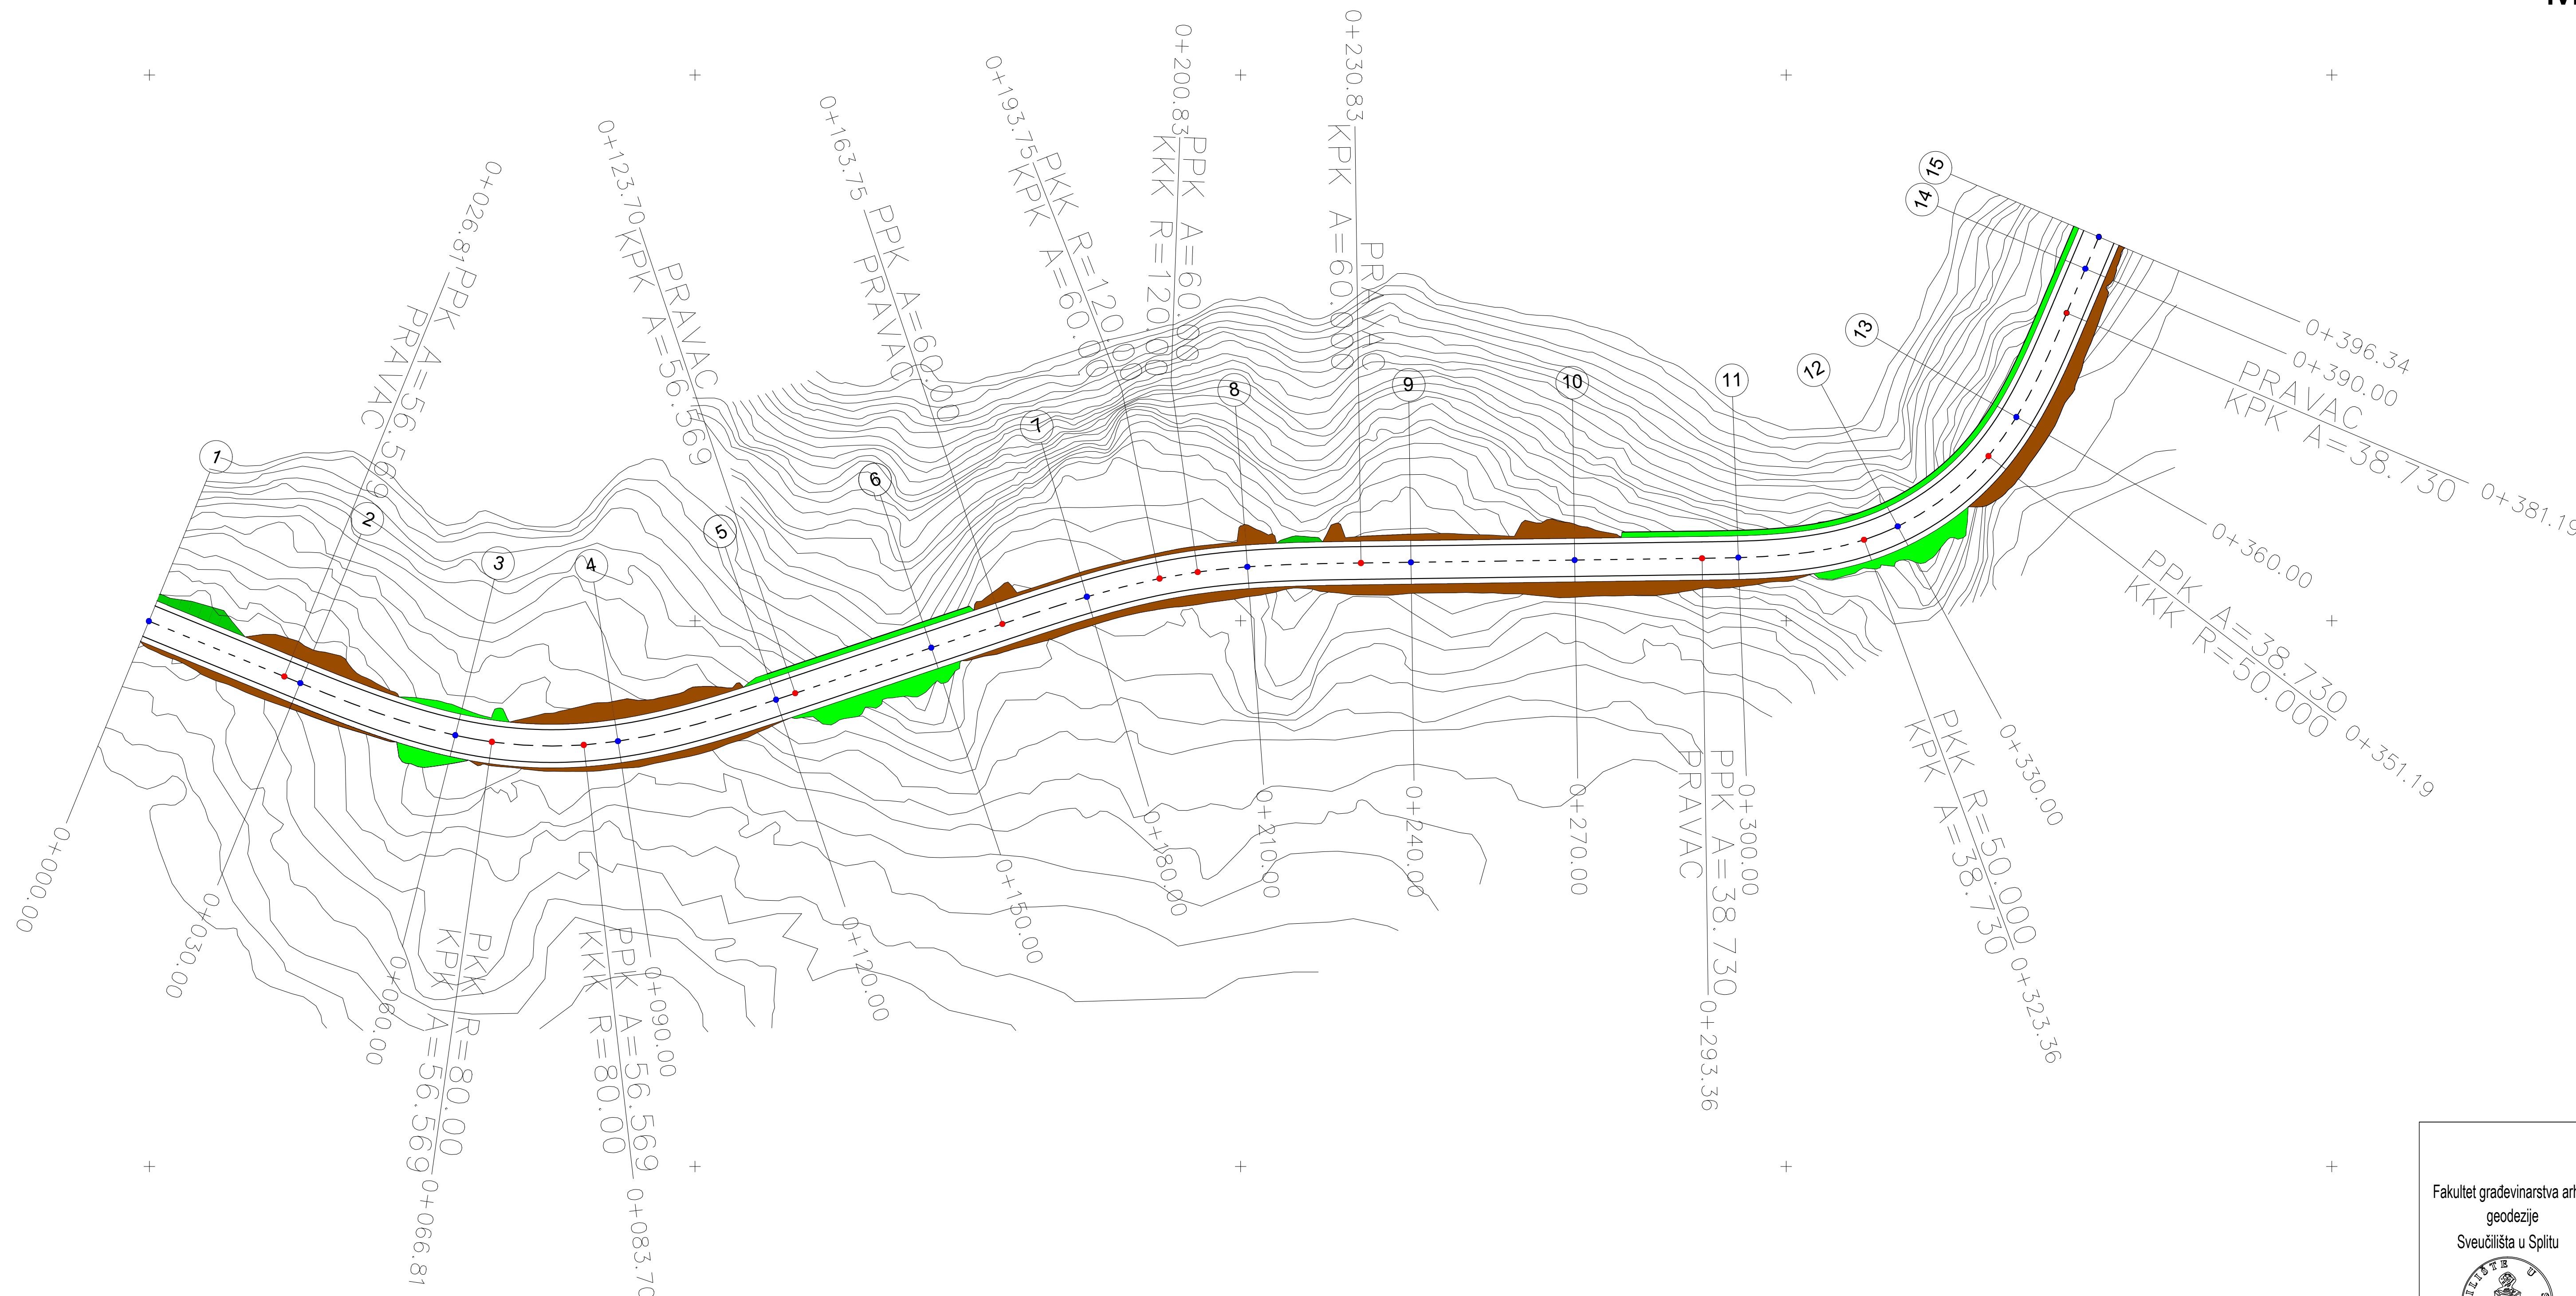 0+026.81
PPK A=56.569
PRAVAC
0+123.70
PRAVAC
KPK A=56.569
0+163.75
PPK A=60.000
PRAVAC
0+193.75
PKK R=120.00
KPK
0+200.83
PPK A=60.00
KKK R=120.00
0+230.83
PRAVAC
KPK A=60.000
1
2
3
4
5
6
7
8
9
10
11
12
13
14
15
0+000.00
0+030.00
0+060.00
0+090.00
0+120.00
0+150.00
0+180.00
0+210.00
0+240.00
0+270.00
0+300.00
0+330.00
0+360.00
0+390.00
0+396.34
PRAVAC
KPK A=38.730
0+381.19
PPK A=38.730
KKK R=50.000
0+351.19
PKK R=50.000
KPK A=38.730
0+323.36
PPK A=38.730
PRAVAC
0+293.36
PKK R=80.00
KPK A=56.569
0+066.81
PPK A=56.569
KKK R=80.00
0+083.70
Fakultet građevinarstva
geodezije
Sveučilišta u Splitu